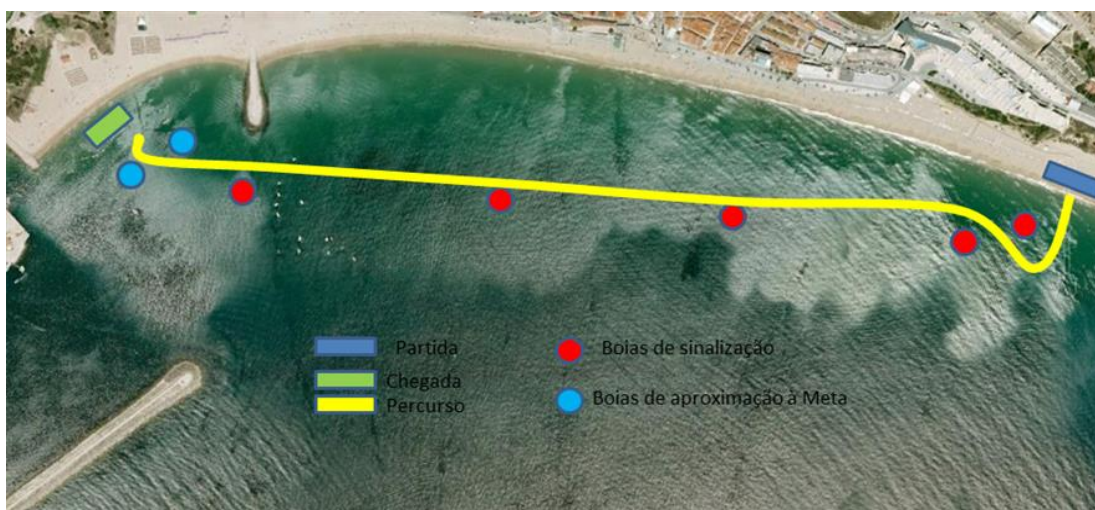 Partida
Boias de sinalização
Chegada
Percurso
Boias de aproximação à Meta